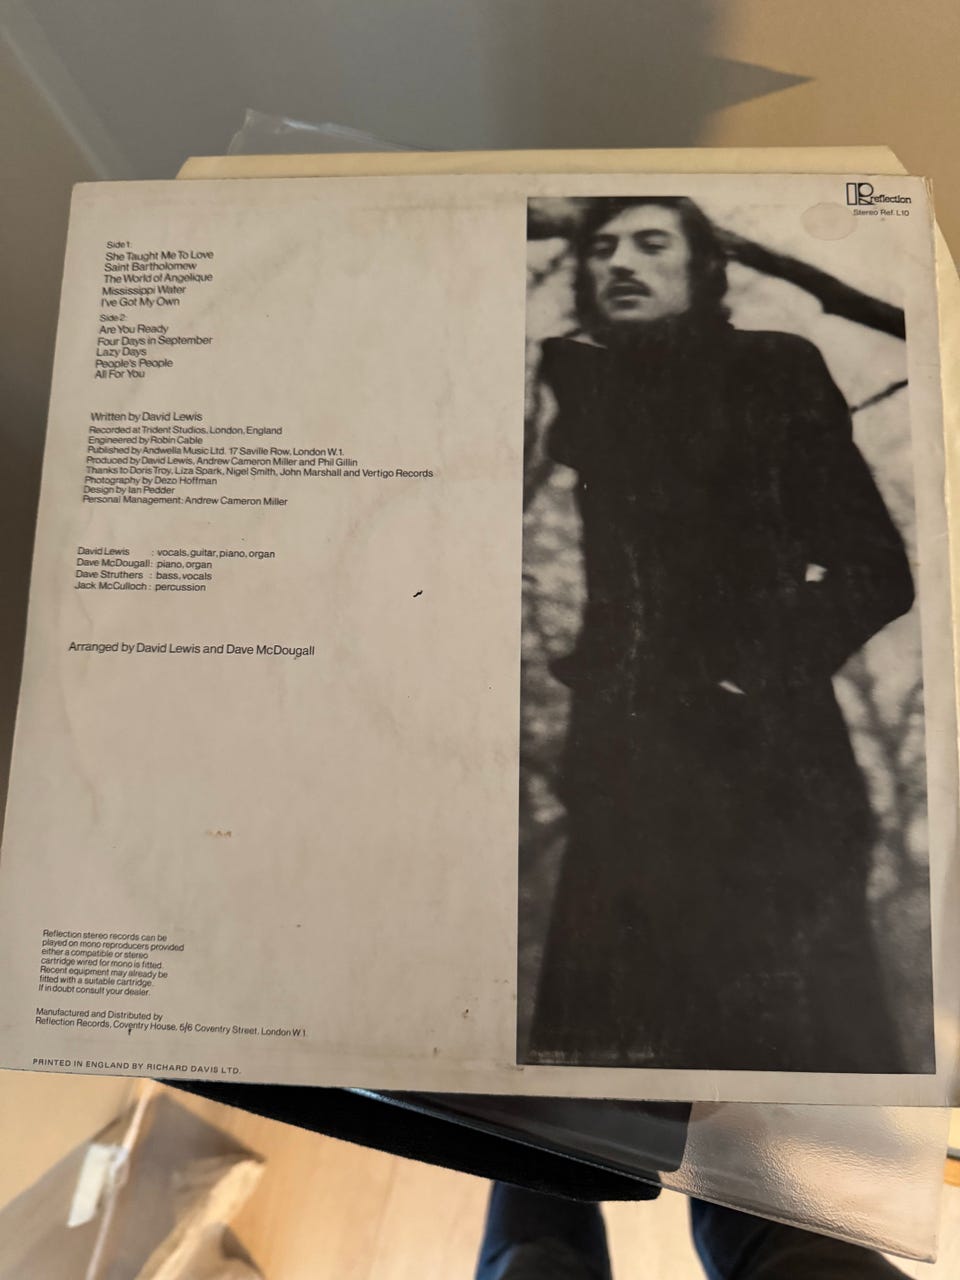 reflection
Stereo Ref. L10
Side 1:
She Taught Me To Love
Saint Bartholomew
The World of Angelique
Mississippi Water
I've Got My Own
Side 2:
Are You Ready
Four Days in September
Lazy Days
People's People
All For You
Written by David Lewis
Recorded at Trident Studios, London, England
Engineered by Robin Cable
Published by Andwella Music Ltd. 17 Saville Row, London W.1.
Produced by David Lewis, Andrew Cameron Miller and Phil Gillin
Thanks to Doris Troy, Liza Spark, Nigel Smith, John Marshall and Vertigo Records
Photography by Dezo Hoffman
Design by Ian Pedder
Personal Management: Andrew Cameron Miller
David Lewis : vocals, guitar, piano, organ
Dave McDougall : piano, organ
Dave Struthers : bass, vocals
Jack McCulloch : percussion
Arranged by David Lewis and Dave McDougall
Reflection stereo records can be
played on mono reproducers provided
either a compatible or stereo
cartridge wired for mono is fitted.
Recent equipment may already be
fitted with a suitable cartridge.
If in doubt consult your dealer.
Manufactured and Distributed by
Reflection Records, Coventry House, 5/6 Coventry Street, London W.1.
PRINTED IN ENGLAND BY RICHARD DAVIS LTD.